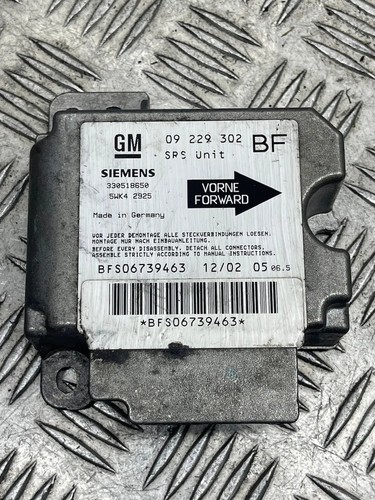 GM 09 229 302 BF
SRS Unit
SIEMENS
330518650
5WK4 2925
Made in Germany
VORNE
FORWARD
VOR JEDER DEMONTAGE ALLE STECKVERBINDUNGEN LOESEN.
MONTAGE NUR NACH EINBAUANLEITUNG.
BEFORE EVERY DISASSEMBLY, DETACH ALL CONNECTORS.
ASSEMBLE STRICTLY ACCORDING TO MANUAL INSTRUCTIONS.
BFS06739463 12/02 05 06.5
*BFS06739463*